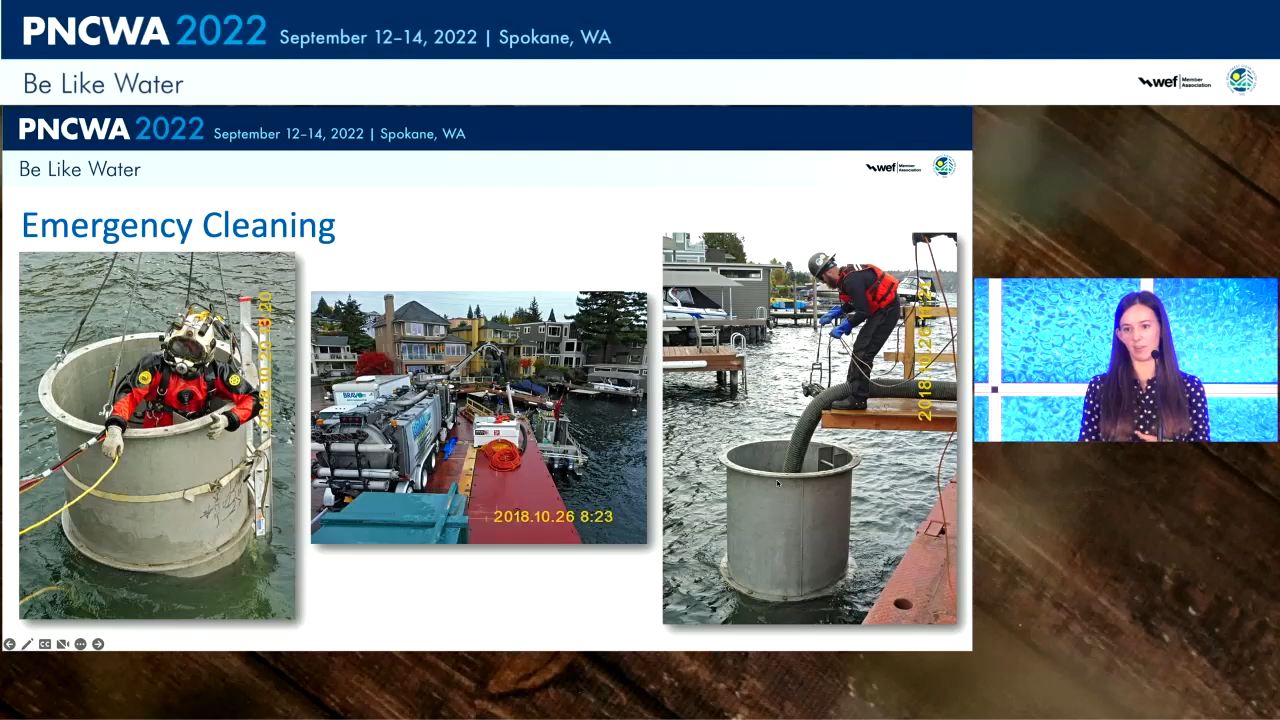 PNCWA 2022 September 12–14, 2022 | Spokane, WA
Be Like Water
wef Member Association
PNCWA 2022 September 12–14, 2022 | Spokane, WA
Be Like Water
wef Member Association
Emergency Cleaning
BRAVO
2018.10.26 8:23